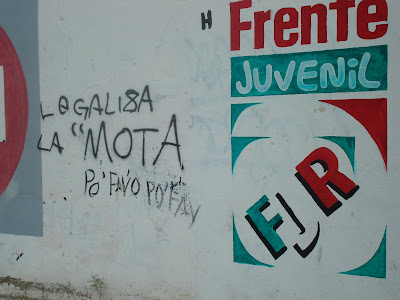 H
Frente
JUVENIL
LeGALISA
LA "MOTA
PO' FAVO PO' FAV
FJR